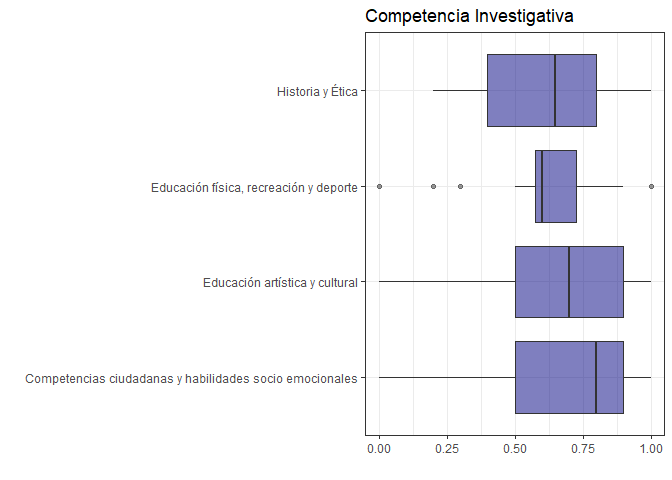 Competencia Investigativa
Historia y Ética
Educación física, recreación y deporte
Educación artística y cultural
Competencias ciudadanas y habilidades socio emocionales
0.00 0.25 0.50 0.75 1.00